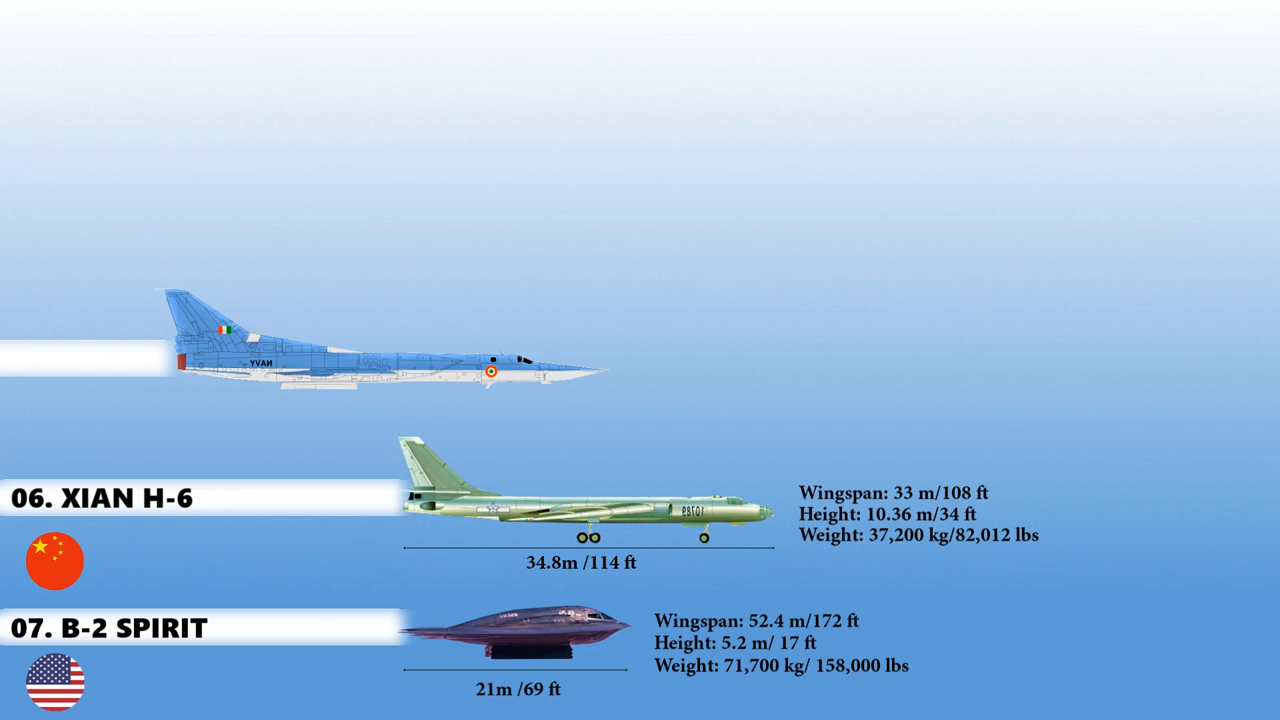 NAVY
06. XIAN H-6
10789
Wingspan: 33 m/108 ft
Height: 10.36 m/34 ft
Weight: 37,200 kg/82,012 lbs
34.8m /114 ft
07. B-2 SPIRIT
Wingspan: 52.4 m/172 ft
Height: 5.2 m/ 17 ft
Weight: 71,700 kg/ 158,000 lbs
21m /69 ft